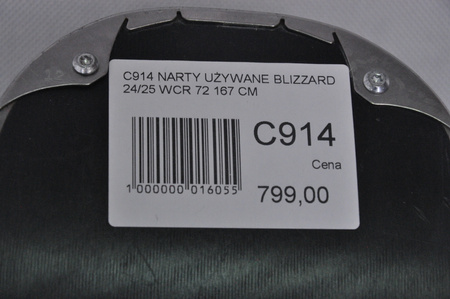 C914 NARTY UŻYWANE BLIZZARD
24/25 WCR 72 167 CM
C914
Cena
1 000000 016055
799,00